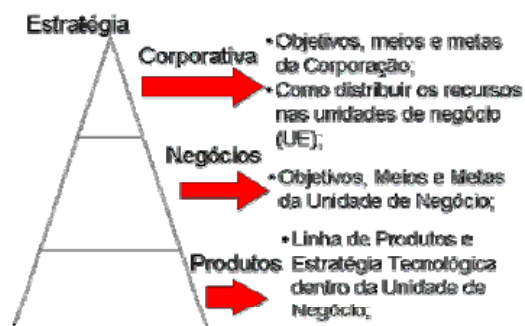 Estratégia
Corporativa
• Objetivos, meios e metas
da Corporação;
• Como distribuir os recursos
nas unidades de negócio
(UE);
Negócios
• Objetivos, Meios e Metas
da Unidade de Negócio;
Produtos
• Linha de Produtos e
Estratégia Tecnológica
dentro da Unidade de
Negócio;